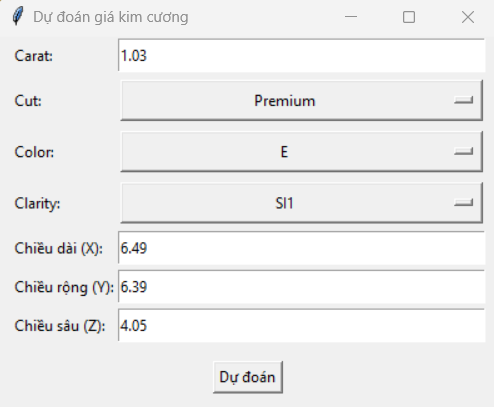 Dự đoán giá kim cương
Carat: 1.03
Cut: Premium
Color: E
Clarity: SI1
Chiều dài (X): 6.49
Chiều rộng (Y): 6.39
Chiều sâu (Z): 4.05
Dự đoán